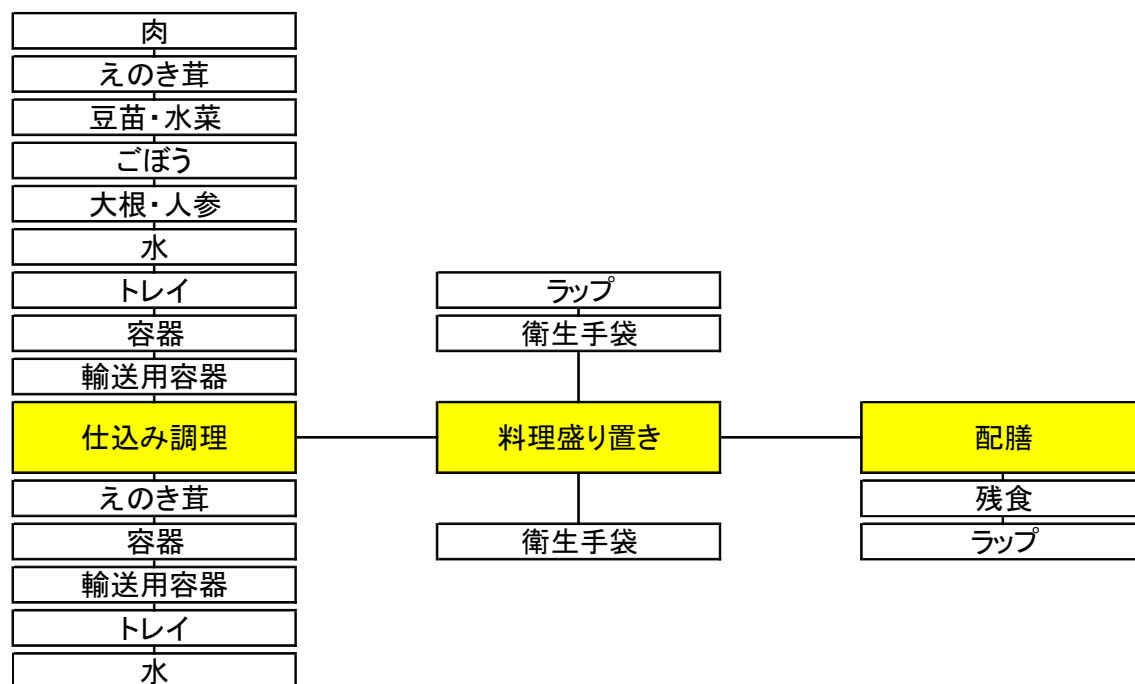 肉
えのき茸
豆苗・水菜
ごぼう
大根・人参
水
トレイ
容器
輸送用容器
仕込み調理
えのき茸
容器
輸送用容器
トレイ
水
ラップ
衛生手袋
料理盛り置き
衛生手袋
配膳
残食
ラップ